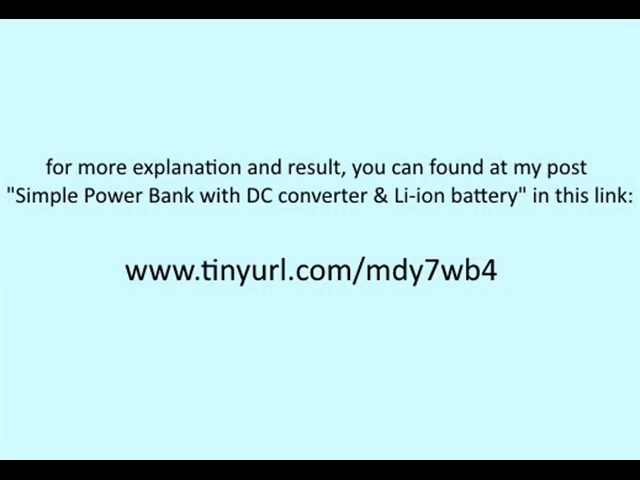 for more explanation and result, you can found at my post
"Simple Power Bank with DC converter & Li-ion battery" in this link:
www.tinyurl.com/mdy7wb4